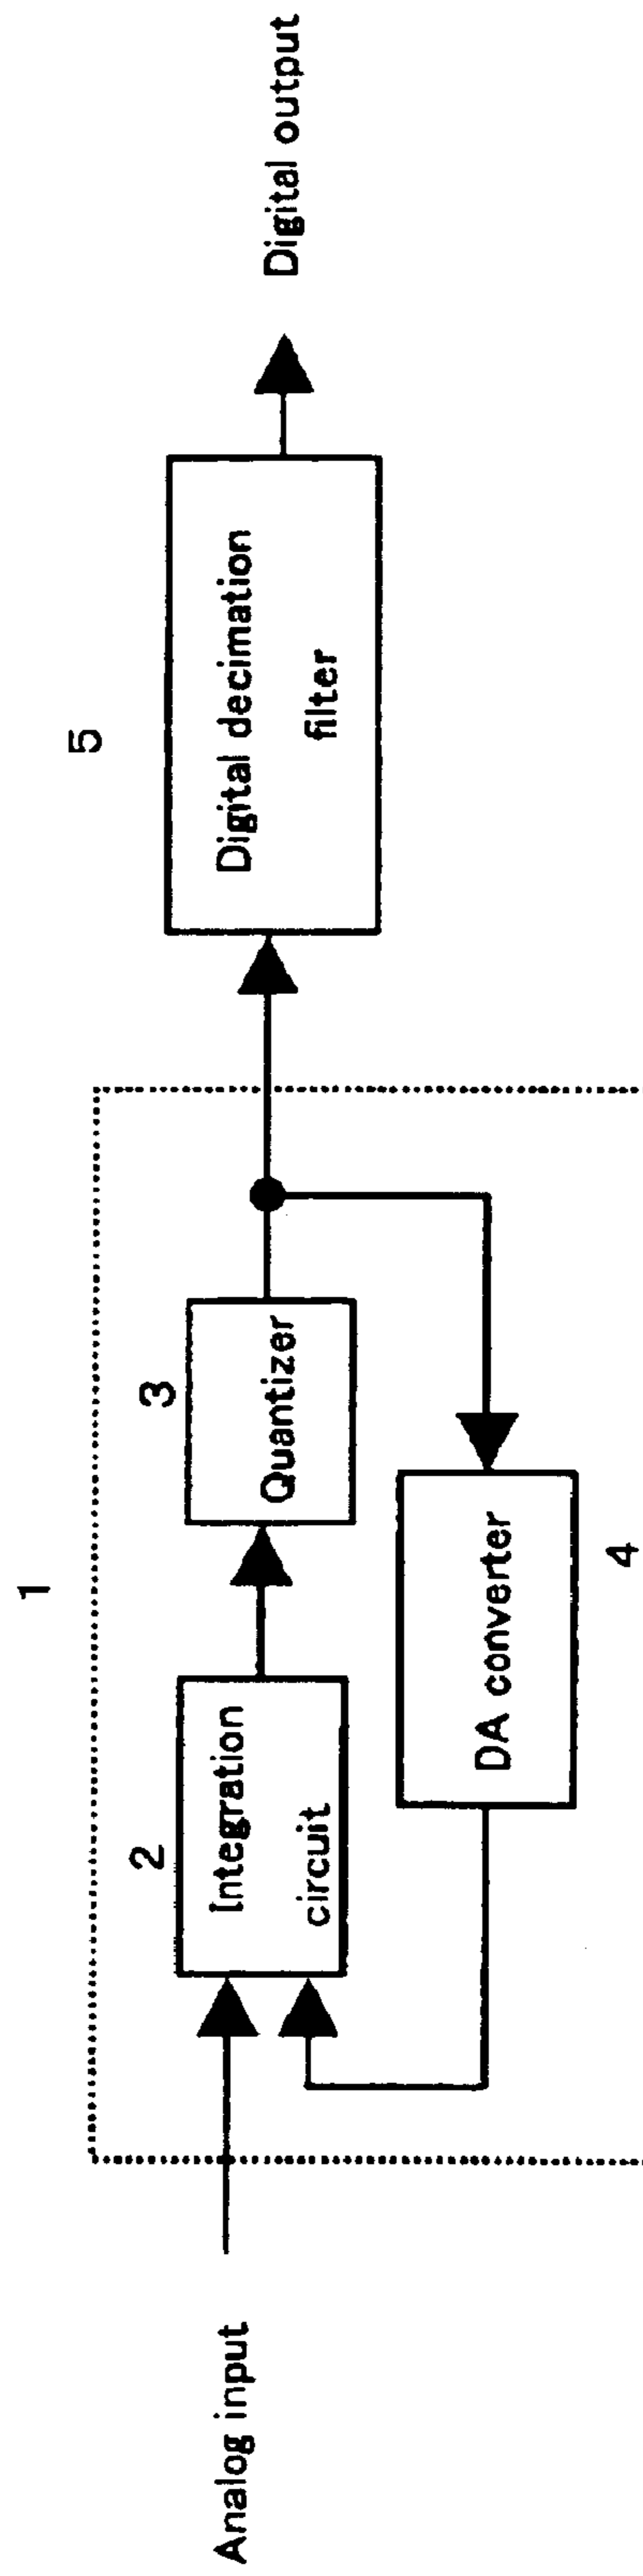 1
Analog input
2
Integration
circuit
3
Quantizer
DA converter
4
5
Digital decimation
filter
Digital output